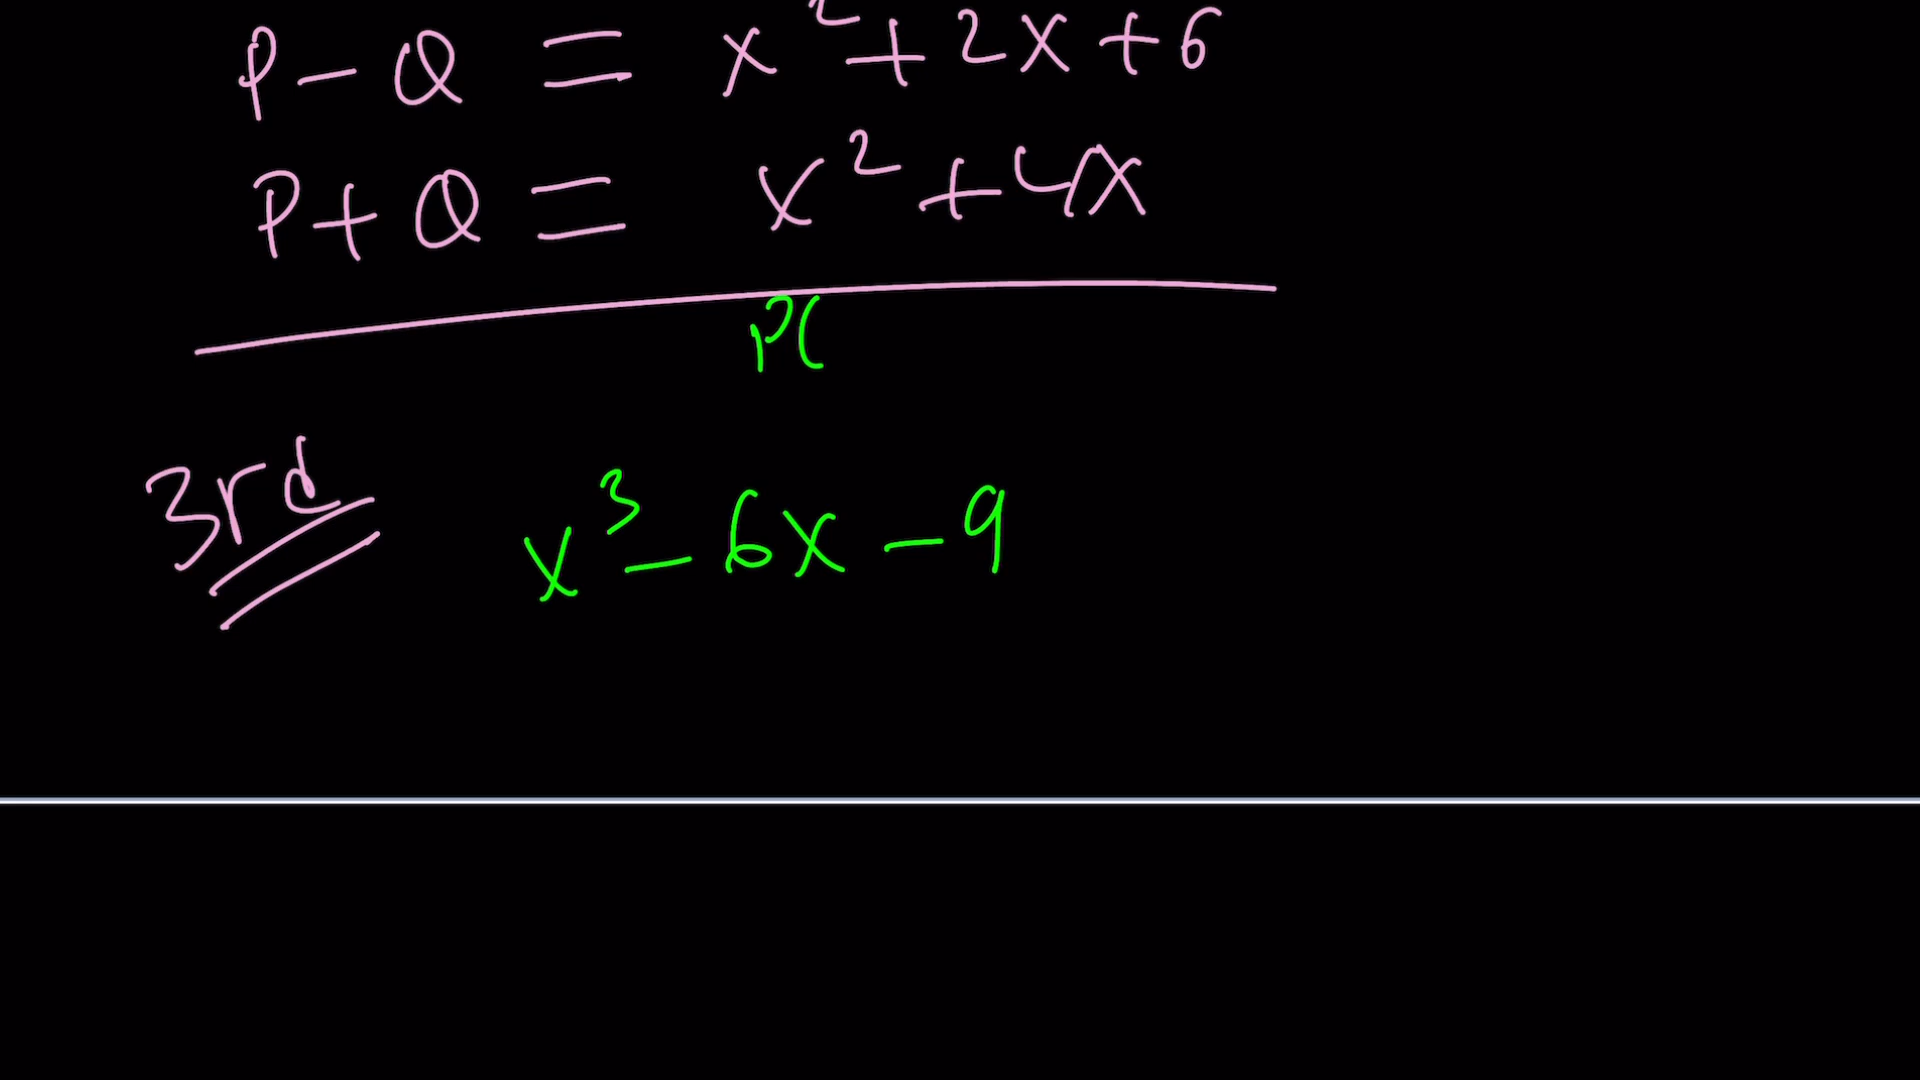 P - Q = x² + 2x + 6
P + Q = x² + 4x
P(
3rd x³ - 6x - 9